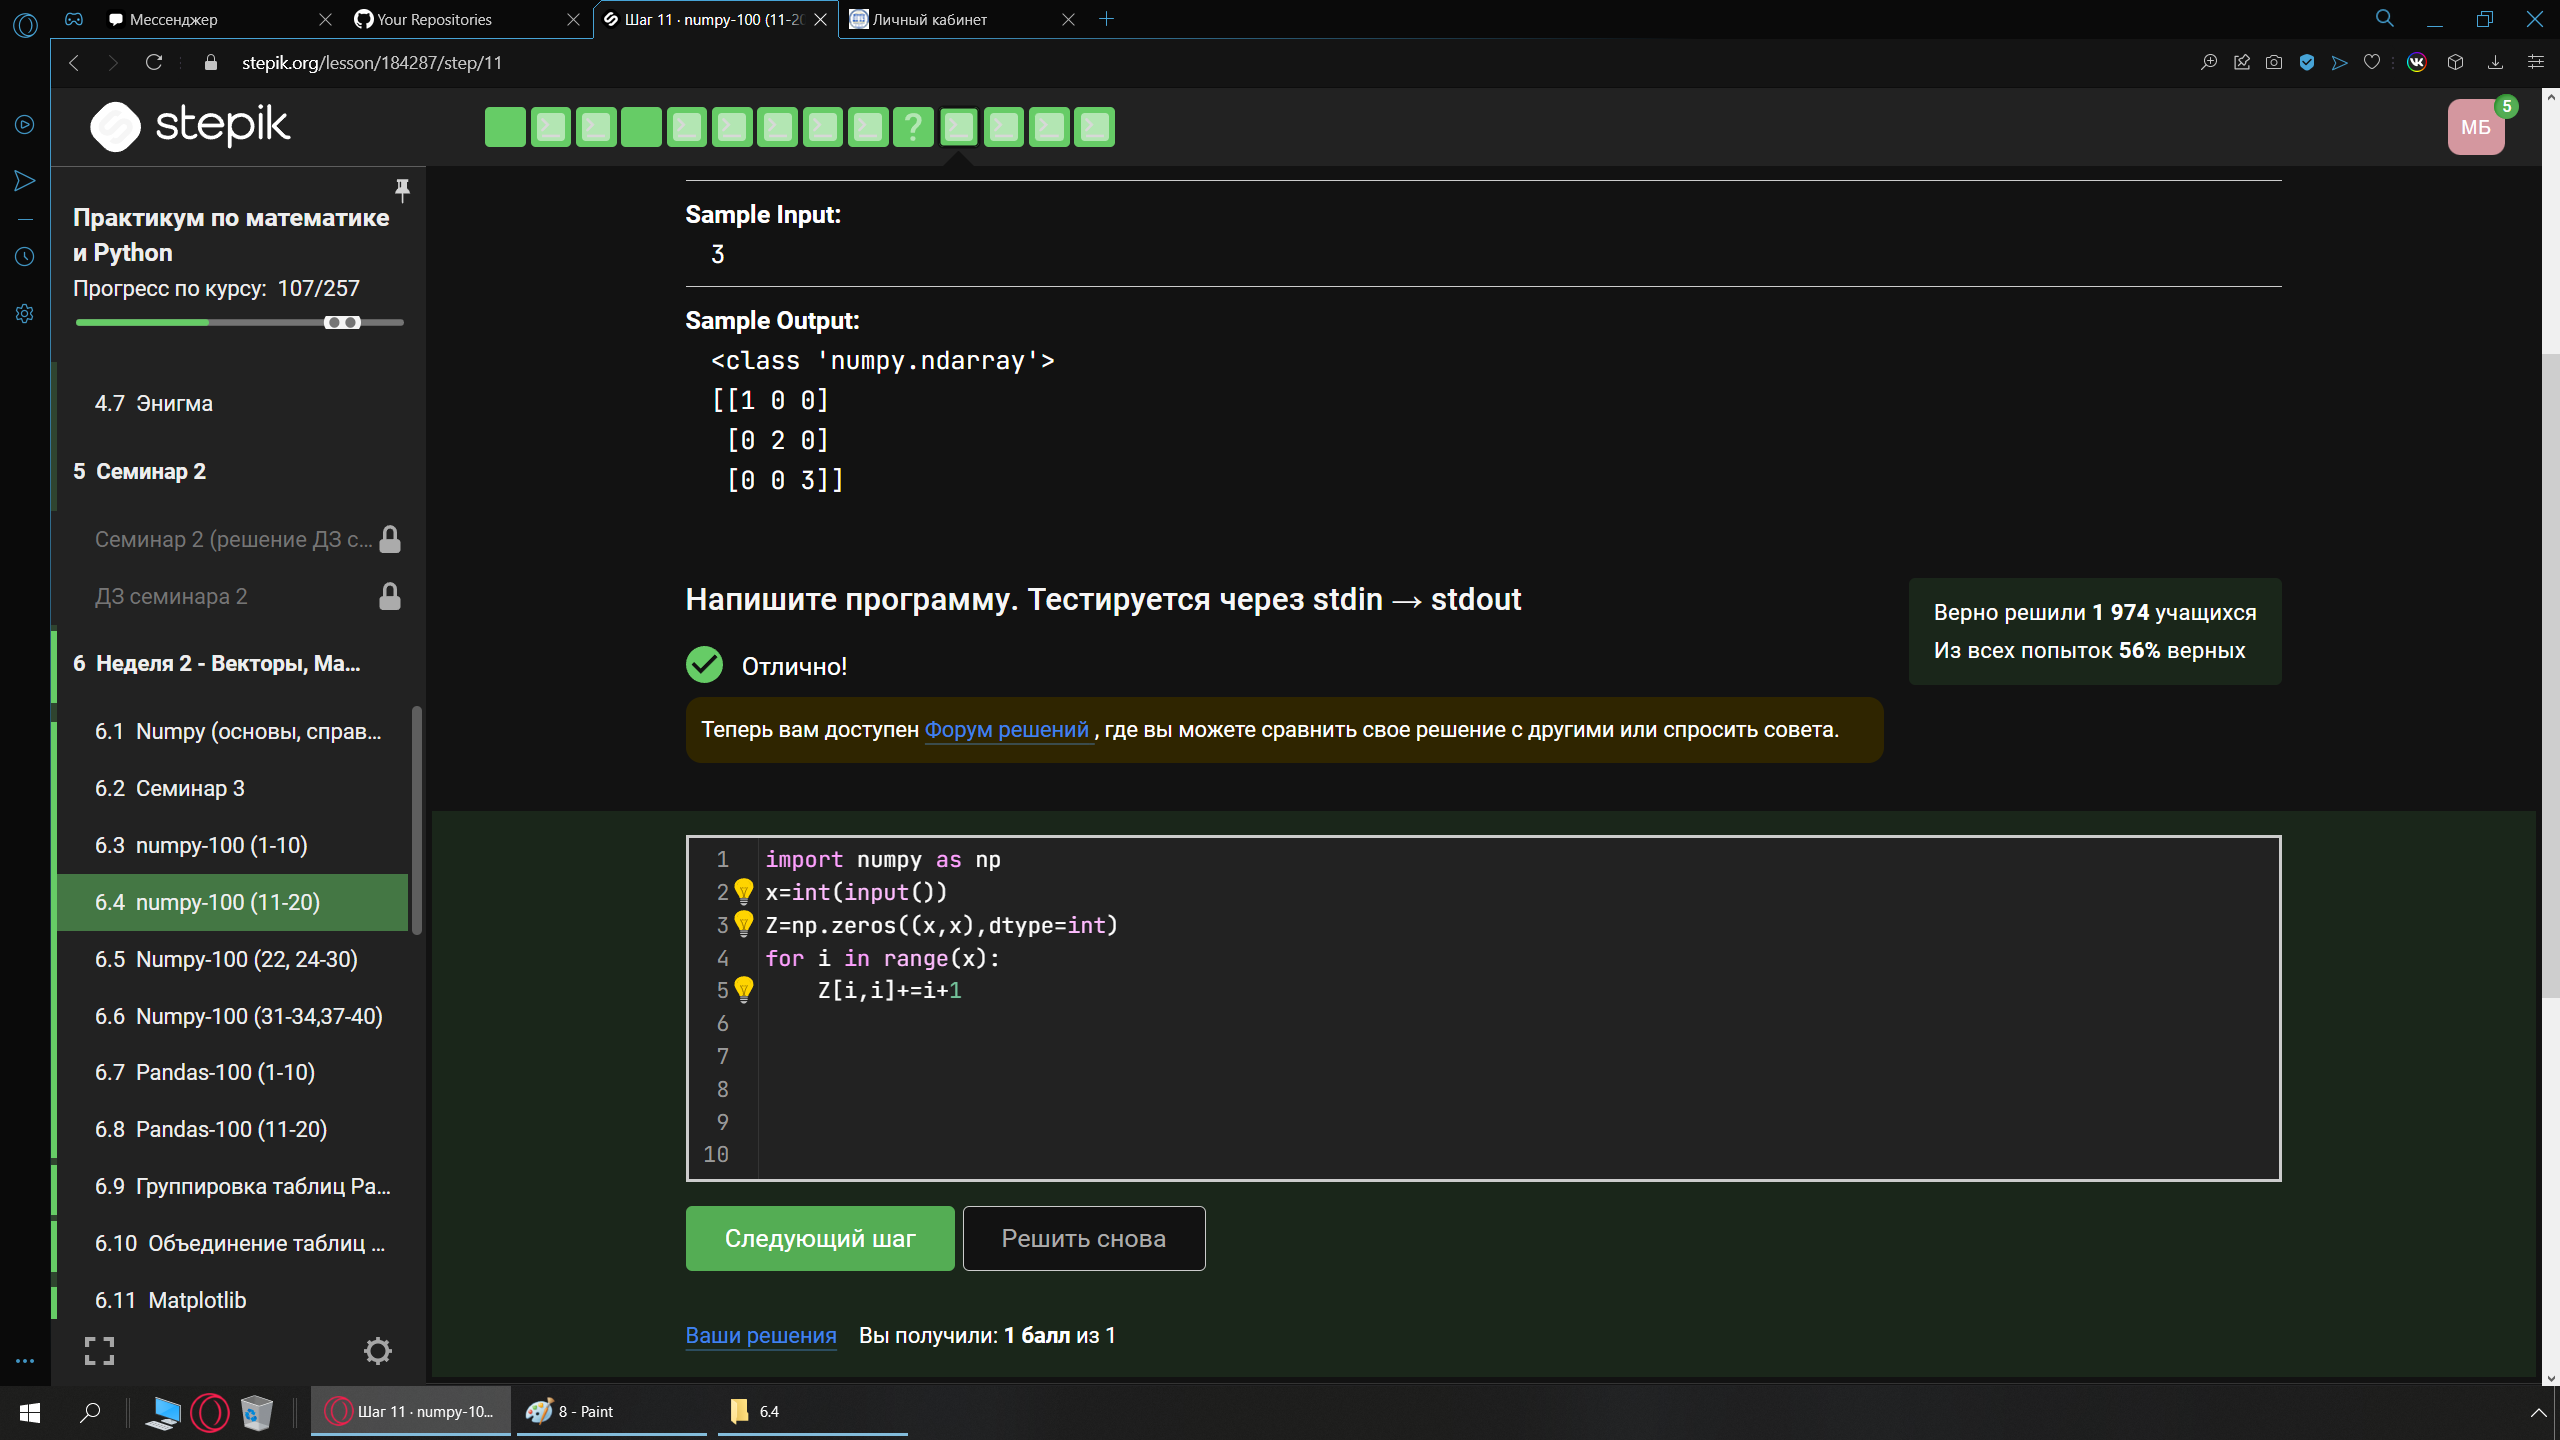 Мессенджер
Your Repositories
Шаг 11 · numpy-100 (11-20
Личный кабинет
stepik.org/lesson/184287/step/11
stepik
?
МБ
5
Практикум по математике
и Python
Прогресс по курсу: 107/257
4.7 Энигма
5 Семинар 2
Семинар 2 (решение ДЗ с...
ДЗ семинара 2
6 Неделя 2 - Векторы, Ма...
6.1 Numpy (основы, справ...
6.2 Семинар 3
6.3 numpy-100 (1-10)
6.4 numpy-100 (11-20)
6.5 Numpy-100 (22, 24-30)
6.6 Numpy-100 (31-34,37-40)
6.7 Pandas-100 (1-10)
6.8 Pandas-100 (11-20)
6.9 Группировка таблиц Pa...
6.10 Объединение таблиц ...
6.11 Matplotlib
Sample Input:
3
Sample Output:
<class 'numpy.ndarray'>
[[1 0 0]
[0 2 0]
[0 0 3]]
Напишите программу. Тестируется через stdin → stdout
Верно решили 1 974 учащихся
Из всех попыток 56% верных
Отлично!
Теперь вам доступен Форум решений , где вы можете сравнить свое решение с другими или спросить совета.
1 import numpy as np
2 x=int(input())
3 Z=np.zeros((x,x),dtype=int)
4 for i in range(x):
5 Z[i,i]+=i+1
6
7
8
9
10
Следующий шаг
Решить снова
Ваши решения Вы получили: 1 балл из 1
Шаг 11 · numpy-10...
8 - Paint
6.4